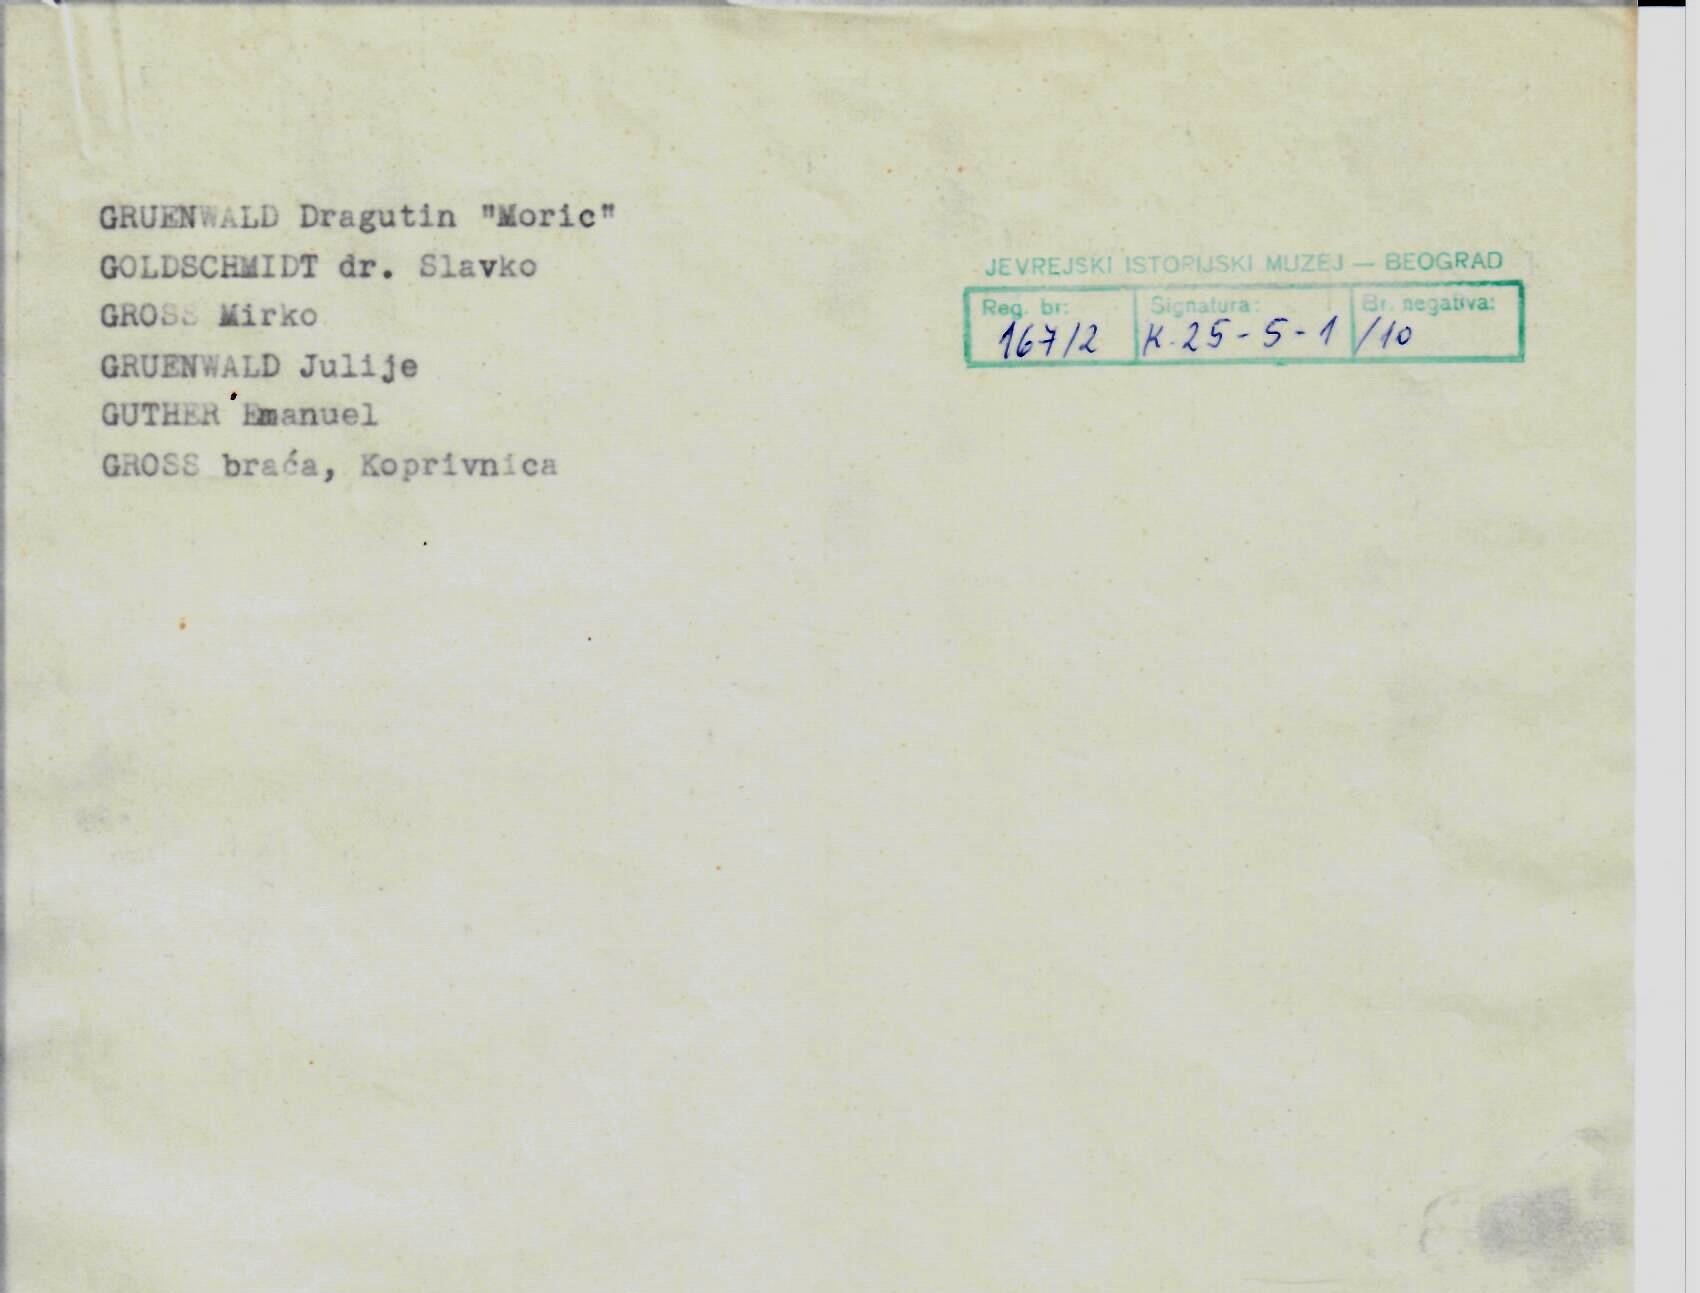 GRUENWALD Dragutin "Moric"
GOLDSCHMIDT dr. Slavko
GROSS Mirko
GRUENWALD Julije
GUTHER Emanuel
GROSS braća, Koprivnica
JEVREJSKI ISTORIJSKI MUZEJ — BEOGRAD
Reg. br: Signatura: Br. negativa:
167/2 K. 25-5-1/10